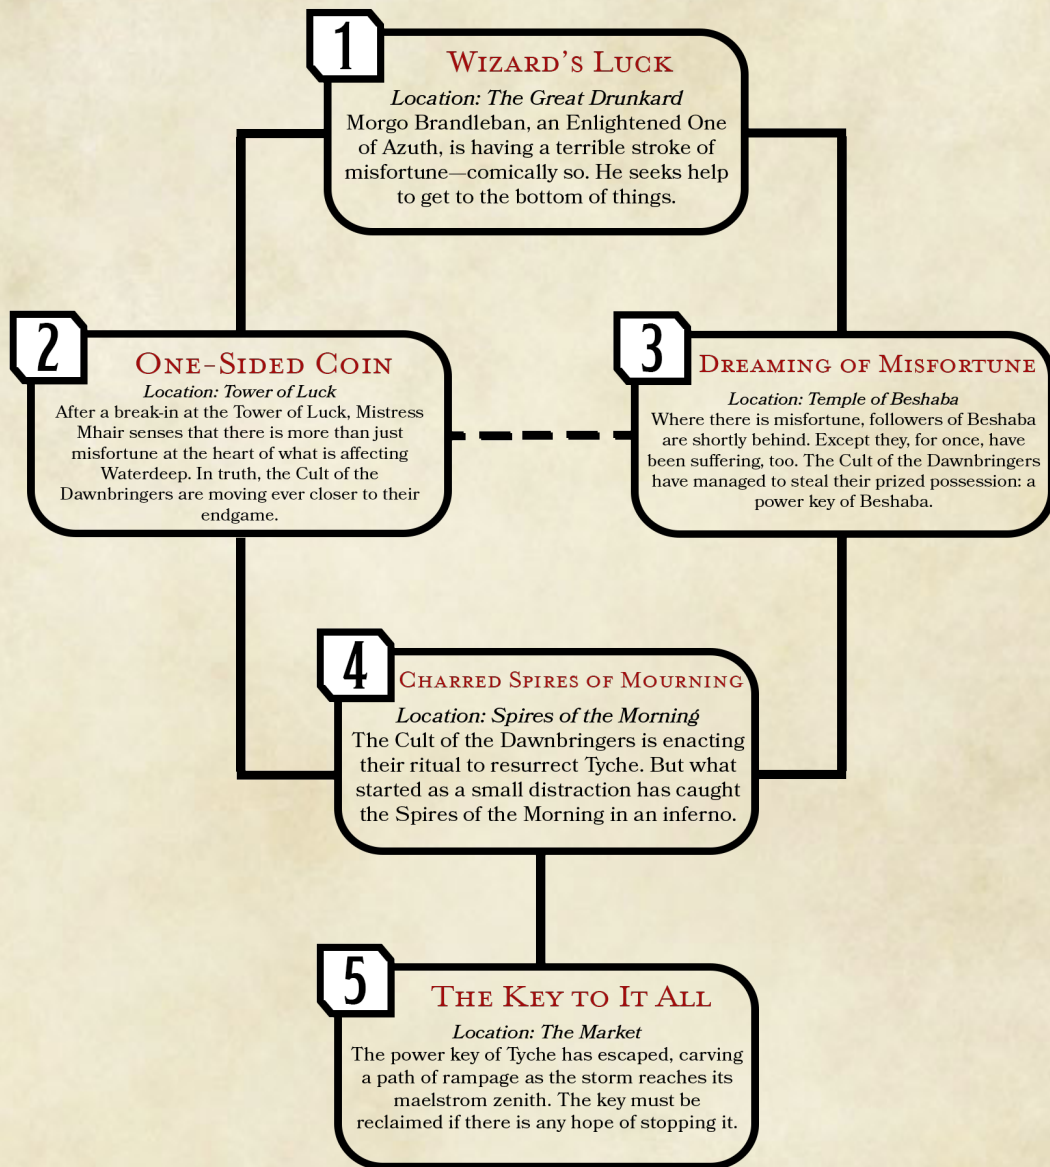 1
Wizard's Luck
Location: The Great Drunkard
Morgo Brandleban, an Enlightened One
of Azuth, is having a terrible stroke of
misfortune—comically so. He seeks help
to get to the bottom of things.
2
One-Sided Coin
Location: Tower of Luck
After a break-in at the Tower of Luck, Mistress
Mhair senses that there is more than just
misfortune at the heart of what is affecting
Waterdeep. In truth, the Cult of the
Dawnbringers are moving ever closer to their
endgame.
3
Dreaming of Misfortune
Location: Temple of Beshaba
Where there is misfortune, followers of Beshaba
are shortly behind. Except they, for once, have
been suffering, too. The Cult of the Dawnbringers
have managed to steal their prized possession: a
power key of Beshaba.
4
Charred Spires of Mourning
Location: Spires of the Morning
The Cult of the Dawnbringers is enacting
their ritual to resurrect Tyche. But what
started as a small distraction has caught
the Spires of the Morning in an inferno.
5
The Key to It All
Location: The Market
The power key of Tyche has escaped, carving
a path of rampage as the storm reaches its
maelstrom zenith. The key must be
reclaimed if there is any hope of stopping it.